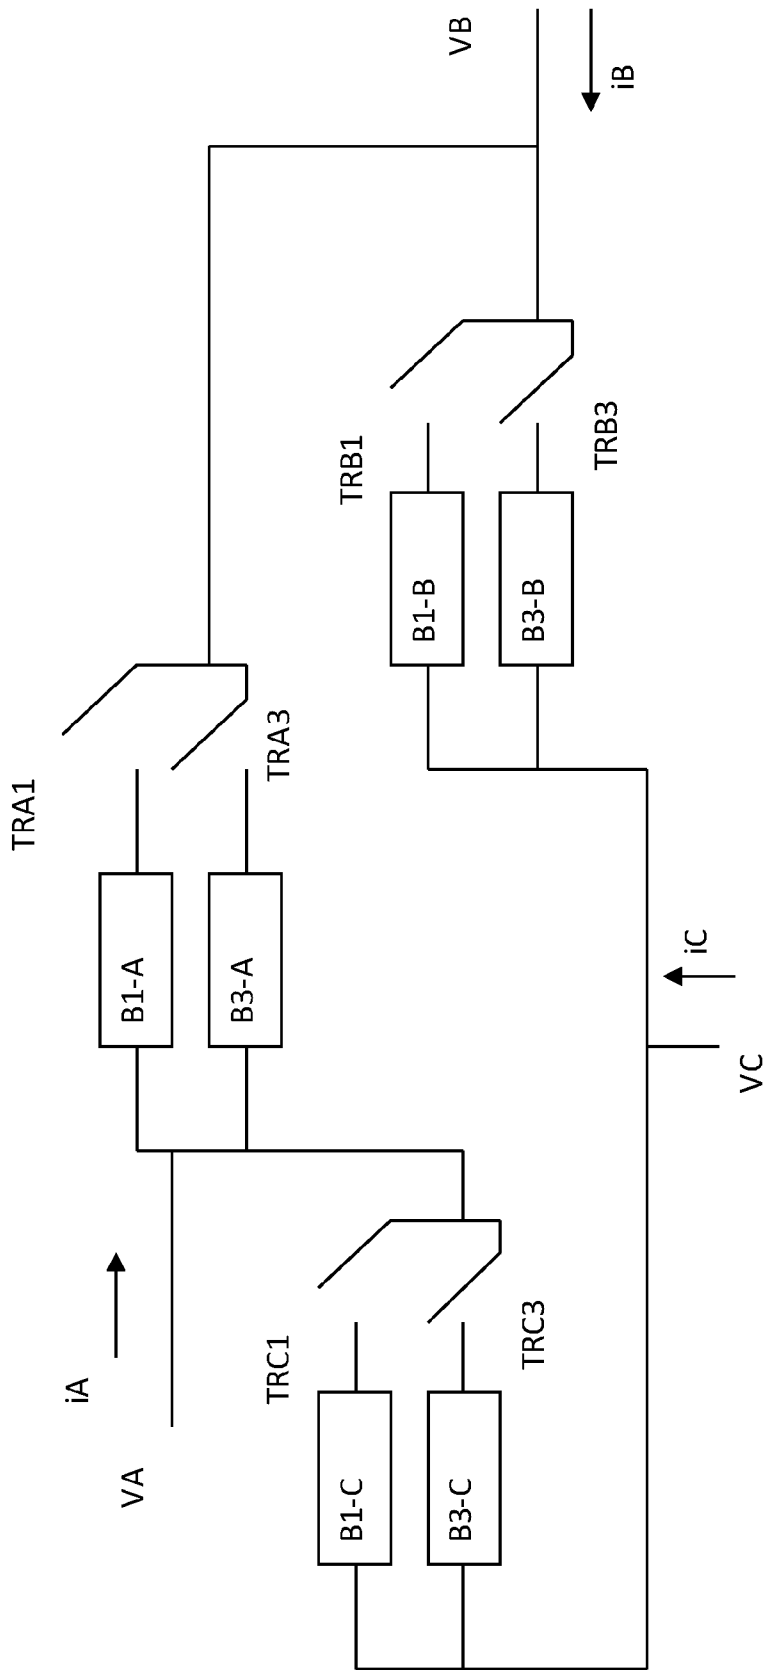 TRA1
B1-A
B3-A
TRA3
VB
iB
iA
VA
TRC1
B1-C
B3-C
TRC3
TRB1
B1-B
B3-B
TRB3
iC
VC